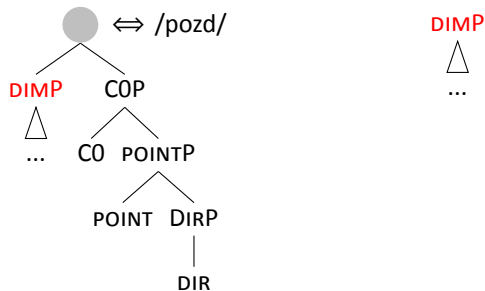 ⇔ /pozd/ DIMP
DIMP C0P ...
... C0 POINTP
POINT DIRP
DIR